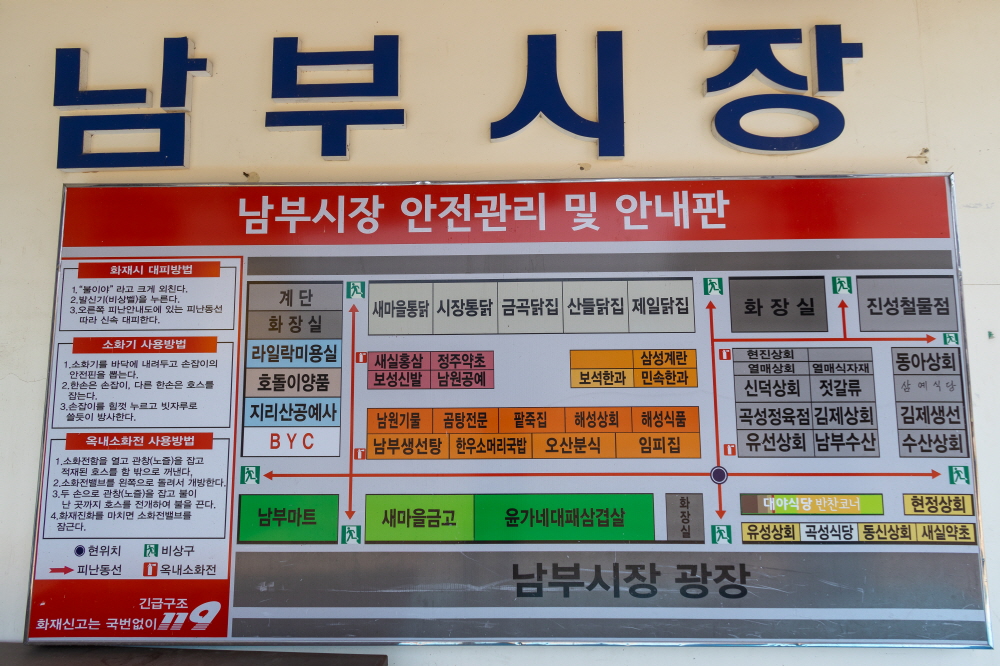 남부시장
남부시장 안전관리 및 안내판
화재시 대피방법
1."불이야" 라고 크게 외친다.
2.발신기(비상벨)을 누른다.
3.오른쪽 피난안내도에 있는 피난동선
따라 신속 대피한다.
소화기 사용방법
1.소화기를 바닥에 내려두고 손잡이의
안전핀을 뽑는다.
2.한손은 손잡이, 다른 한손은 호스를
잡는다.
3.손잡이를 힘껏 누르고 빗자루로
쓸듯이 방사한다.
옥내소화전 사용방법
1.소화전함을 열고 관창(노즐)을 잡고
적재된 호스를 함 밖으로 꺼낸다.
2.소화전밸브를 왼쪽으로 돌려서 개방한다.
3.두 손으로 관창(노즐)을 잡고 불이
난 곳까지 호스를 전개하여 불을 끈다.
4.화재진화를 마치면 소화전밸브를
잠근다.
현위치 비상구
피난동선 옥내소화전
긴급구조
화재신고는 국번없이 119
계단
화장실
라일락미용실
호돌이양품
지리산공예사
BYC
남부마트
새마을통닭 시장통닭 금곡닭집 산들닭집 제일닭집
새실홍삼 정주약초
보성신발 남원공예
삼성계란
보석한과 민속한과
남원기물 곰탕전문 팥죽집 해성상회 해성식품
남부생선탕 한우소머리국밥 오산분식 임피집
새마을금고 윤가네대패삼겹살 화장실
화장실 진성철물점
현진상회
열매상회 열매식자재
신덕상회 젓갈류
곡성정육점 김제상회
유선상회 남부수산
동아상회
삼례식당
김제생선
수산상회
대야식당 반찬코너 현정상회
유성상회 곡성식당 동신상회 새실약초
남부시장 광장